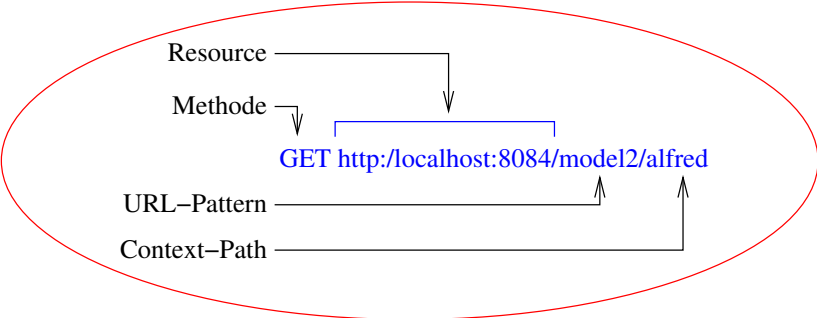 Resource
Methode
GET http:/localhost:8084/model2/alfred
URL−Pattern
Context−Path